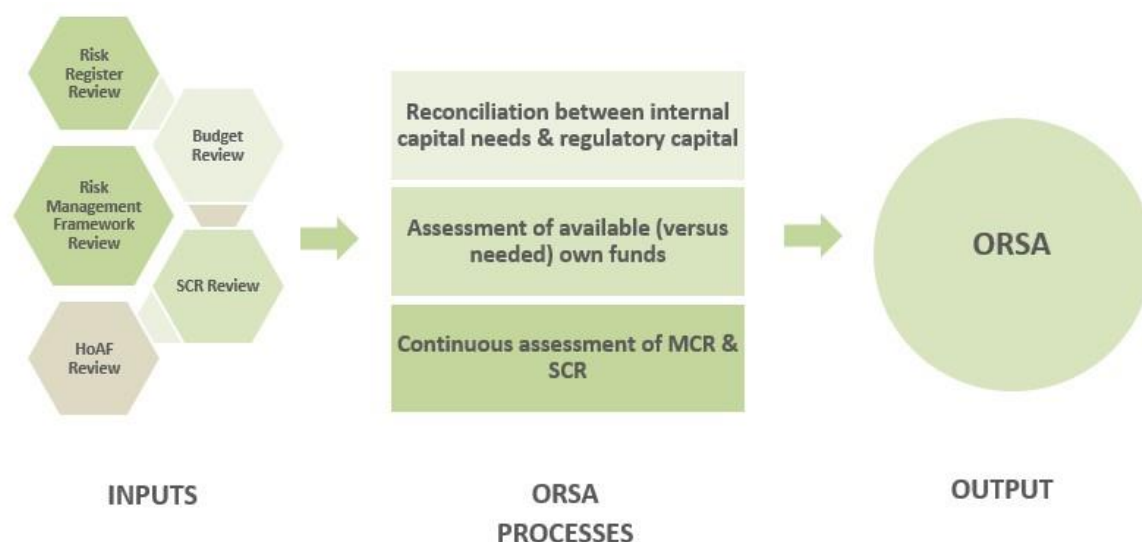 Risk
Register
Review
Budget
Review
Risk
Management
Framework
Review
SCR Review
HoAF
Review
Reconciliation between internal
capital needs & regulatory capital
Assessment of available (versus
needed) own funds
Continuous assessment of MCR &
SCR
ORSA
INPUTS
ORSA
PROCESSES
OUTPUT